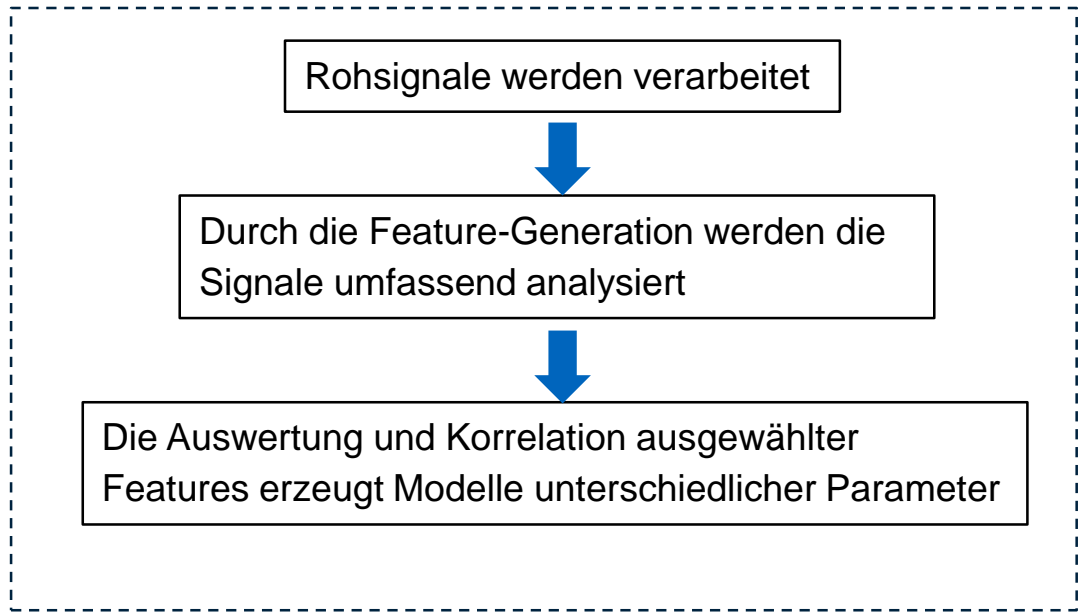 Rohsignale werden verarbeitet
Durch die Feature-Generation werden die
Signale umfassend analysiert
Die Auswertung und Korrelation ausgewählter
Features erzeugt Modelle unterschiedlicher Parameter